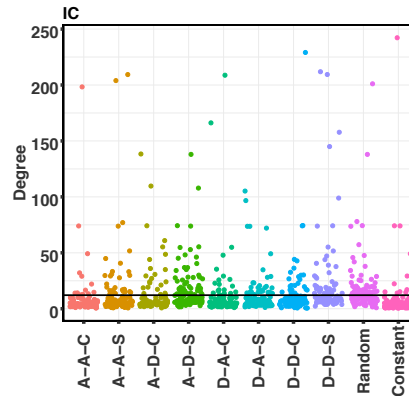 IC
250
200
150
100
50
0
Degree
A-A-C
A-A-S
A-D-C
A-D-S
D-A-C
D-A-S
D-D-C
D-D-S
Random
Constant